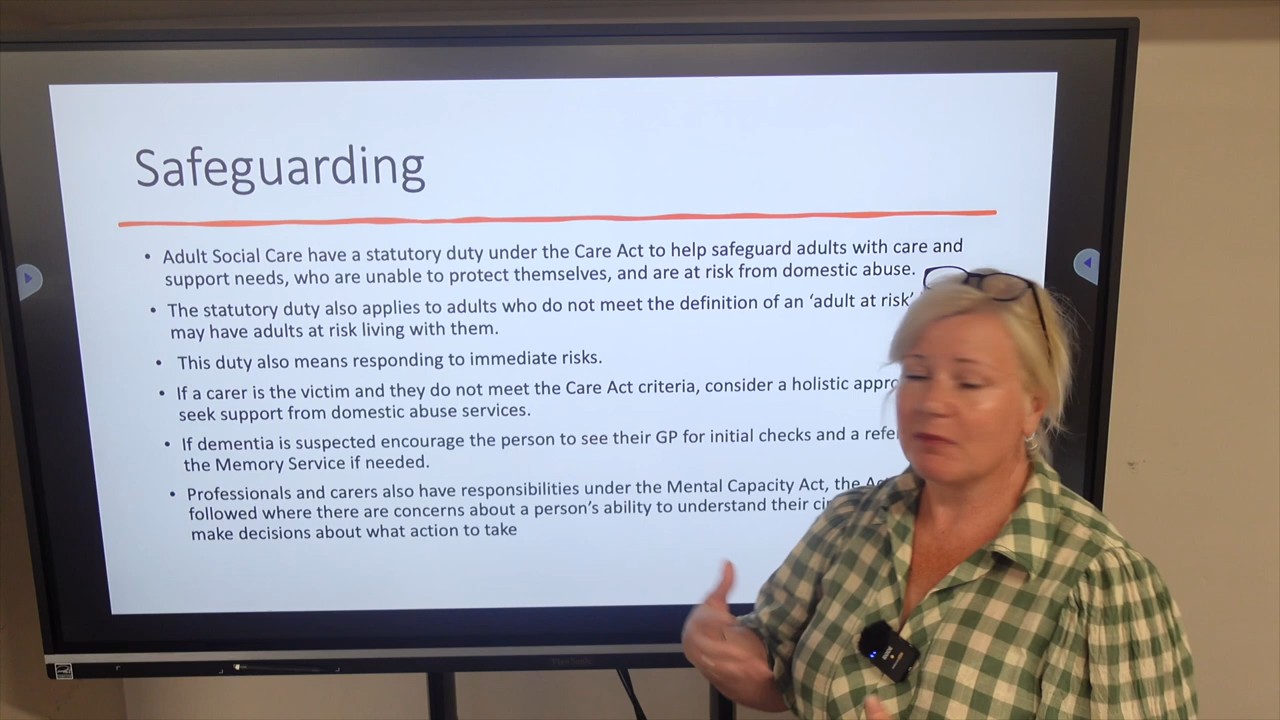 Safeguarding
• Adult Social Care have a statutory duty under the Care Act to help safeguard adults with care and
support needs, who are unable to protect themselves, and are at risk from domestic abuse.
• The statutory duty also applies to adults who do not meet the definition of an ‘adult at risk’
may have adults at risk living with them.
• This duty also means responding to immediate risks.
• If a carer is the victim and they do not meet the Care Act criteria, consider a holistic
seek support from domestic abuse services.
• If dementia is suspected encourage the person to see their GP for initial checks and a
the Memory Service if needed.
• Professionals and carers also have responsibilities under the Mental Capacity Act, the
followed where there are concerns about a person’s ability to understand their
make decisions about what action to take